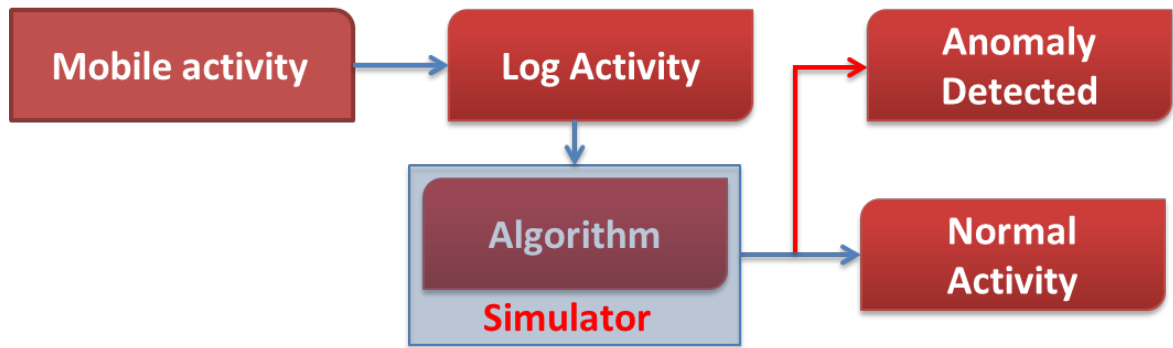 Mobile activity
Log Activity
Anomaly
Detected
Algorithm
Simulator
Normal
Activity